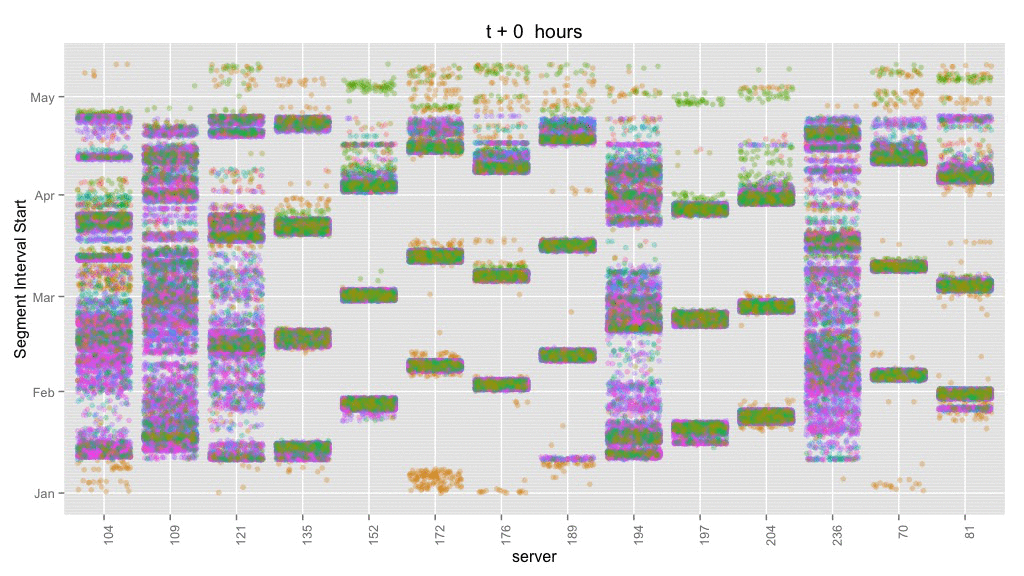 t + 0 hours
Segment Interval Start
May
Apr
Mar
Feb
Jan
104 109 121 135 152 172 176 189 194 197 204 236 70 81
server